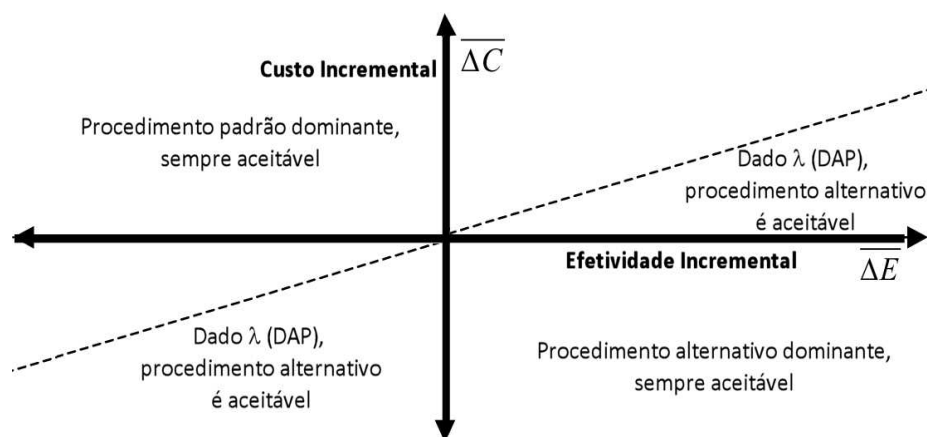 Custo Incremental
ΔC
Procedimento padrão dominante,
sempre aceitável
Dado λ (DAP),
procedimento alternativo
é aceitável
Efetividade Incremental
ΔE
Dado λ (DAP),
procedimento alternativo
é aceitável
Procedimento alternativo dominante,
sempre aceitável